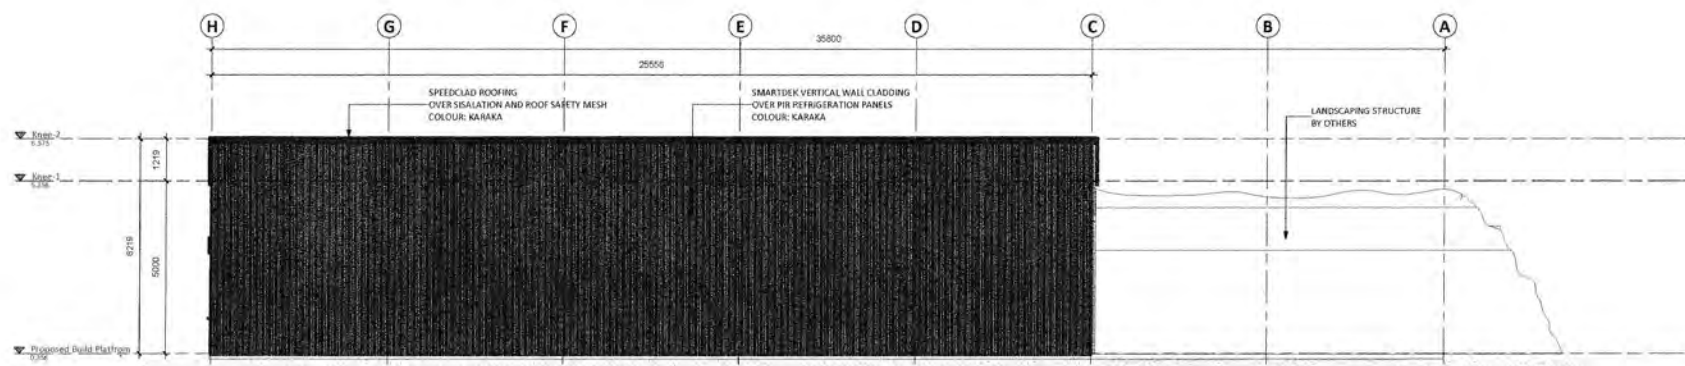 H G F E D C B A
35800
25556
SPEEDCLAD ROOFING
OVER SISALATION AND ROOF SAFETY MESH
COLOUR: KARAKA
SMARTDEK VERTICAL WALL CLADDING
OVER PIR REFRIGERATION PANELS
COLOUR: KARAKA
LANDSCAPING STRUCTURE
BY OTHERS
Knee-2
1219
Knee-1
6219
5000
Proposed Build Platfrom